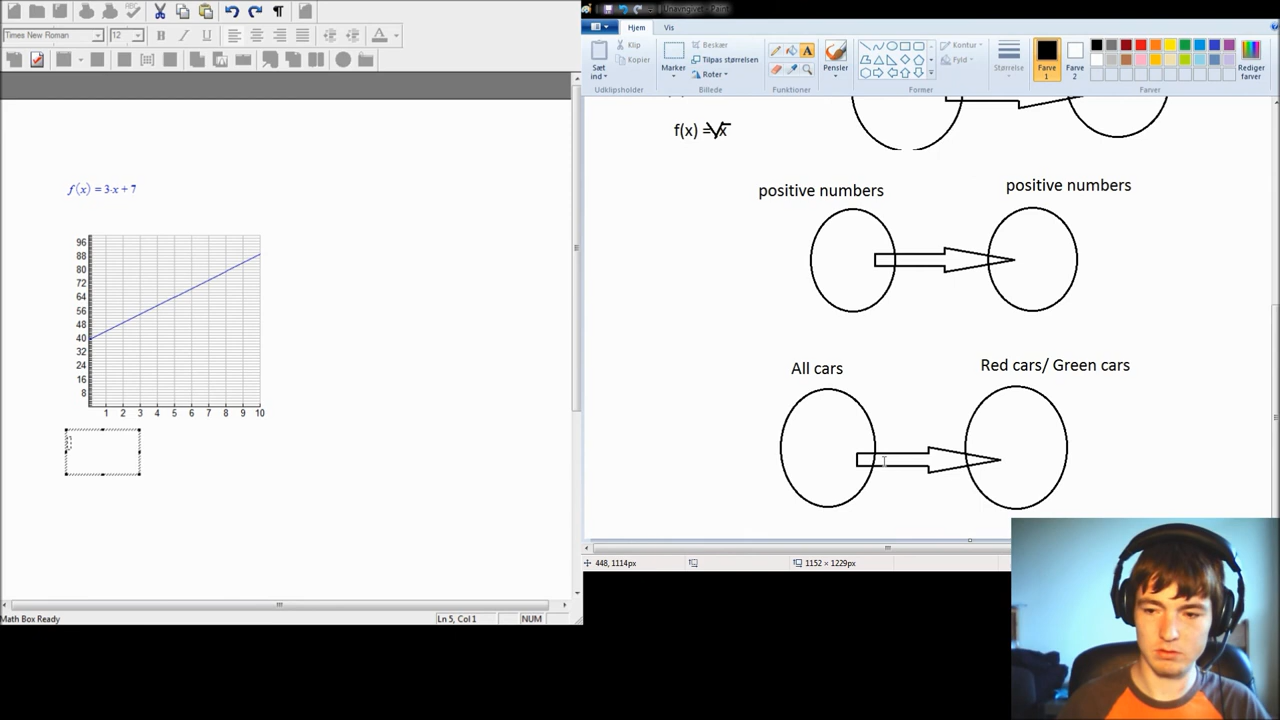 Unavngivet - Paint
Times New Roman
12
B
Hjem
Vis
Sæt
ind
Klip
Kopier
Udklipsholder
Marker
Beskær
Tilpas størrelsen
Roter
Billede
A
Funktioner
Pensler
Kontur
Fyld
Former
Størrelse
Farve
1
Farve
2
Farver
Rediger
farver
f(x) = 3·x + 7
96
88
80
72
64
56
48
40
32
24
16
8
1 2 3 4 5 6 7 8 9 10
Math Box Ready
Ln 5, Col 1
NUM
f(x) =√x
positive numbers
positive numbers
All cars
Red cars/ Green cars
448, 1114px
1152 × 1229px